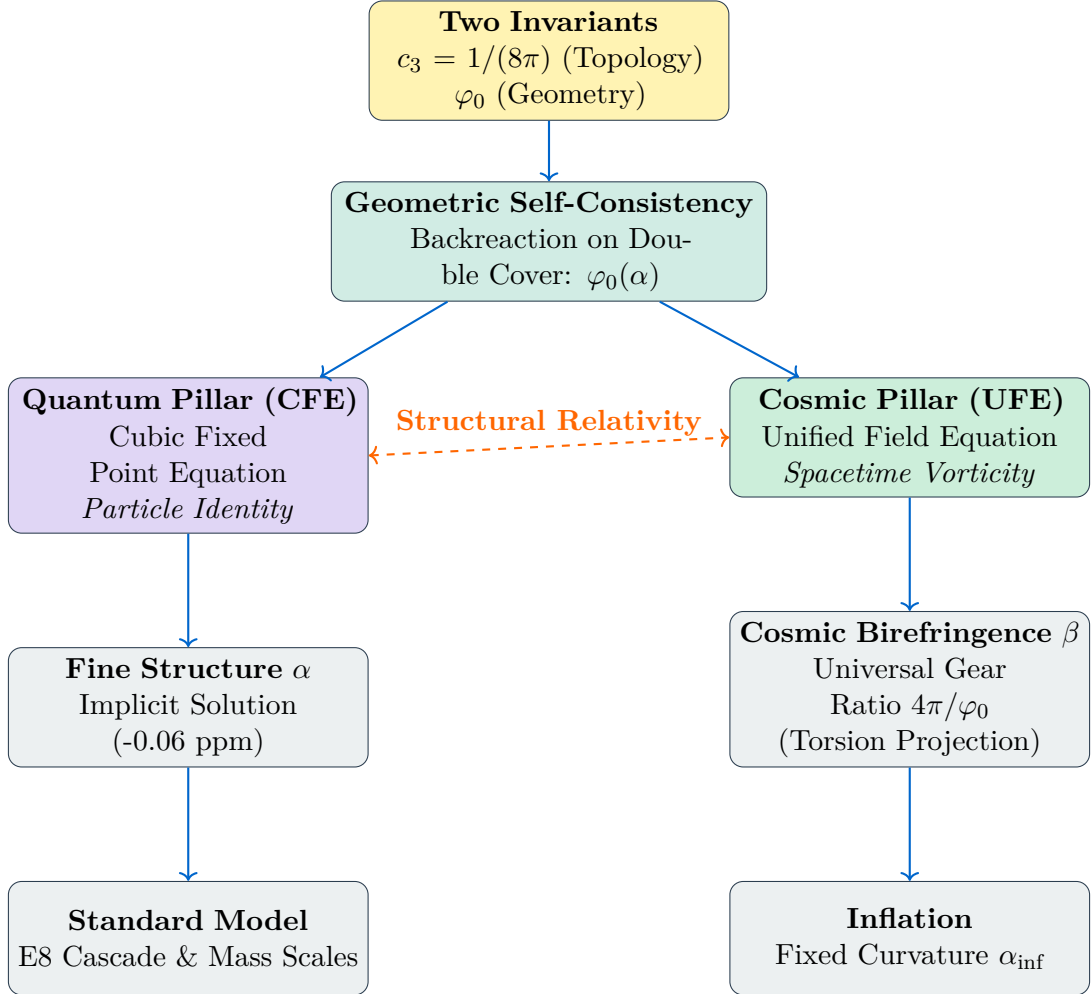 Two Invariants
c₃ = 1/(8π) (Topology)
φ₀ (Geometry)
Geometric Self-Consistency
Backreaction on Dou-
ble Cover: φ₀(α)
Quantum Pillar (CFE)
Cubic Fixed
Point Equation
Particle Identity
Structural Relativity
Cosmic Pillar (UFE)
Unified Field Equation
Spacetime Vorticity
Fine Structure α
Implicit Solution
(-0.06 ppm)
Cosmic Birefringence β
Universal Gear
Ratio 4π/φ₀
(Torsion Projection)
Standard Model
E8 Cascade & Mass Scales
Inflation
Fixed Curvature α_inf